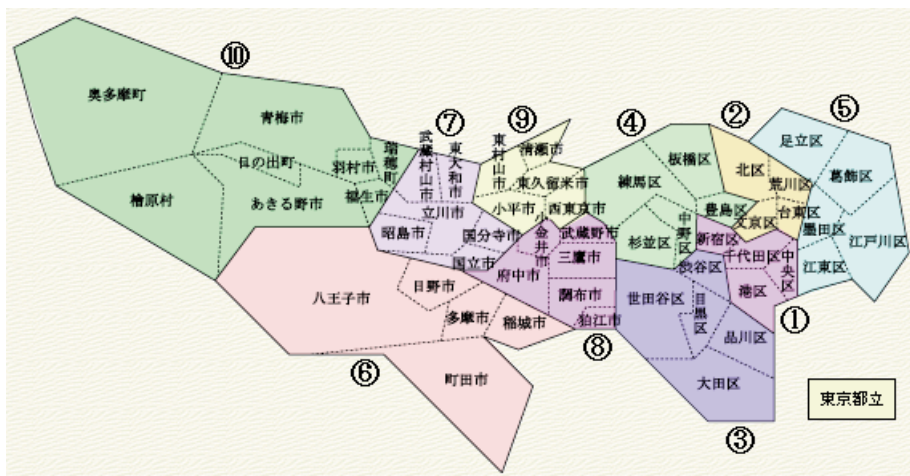 ⑩
奥多摩町
青梅市
日の出町
羽村市
瑞穂町
福生市
あきる野市
檜原村
⑦
武蔵村山市
東大和市
立川市
昭島市
国分寺市
国立市
⑨
東村山市
清瀬市
東久留米市
小平市
西東京市
④
練馬区
板橋区
豊島区
中野区
杉並区
②
北区
荒川区
文京区
台東区
⑤
足立区
葛飾区
墨田区
江戸川区
江東区
小金井市
武蔵野市
三鷹市
府中市
調布市
狛江市
⑧
新宿区
千代田区
中央区
港区
①
渋谷区
世田谷区
目黒区
品川区
大田区
③
八王子市
日野市
多摩市
稲城市
町田市
⑥
東京都立